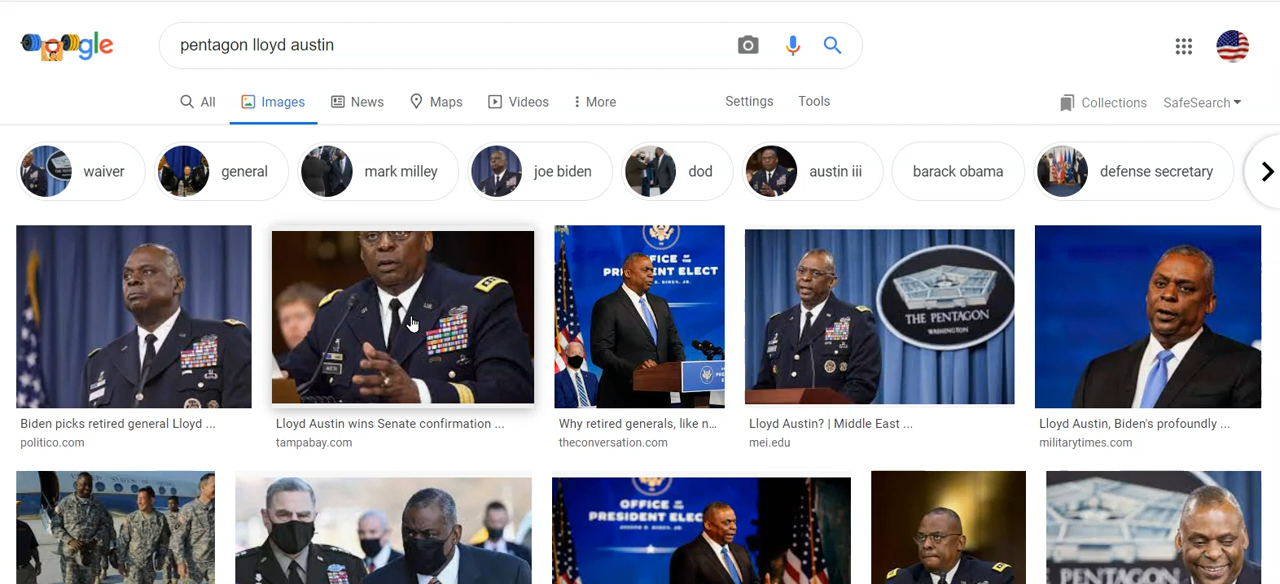 Google
pentagon lloyd austin
All Images News Maps Videos More Settings Tools Collections SafeSearch
waiver general mark milley joe biden dod austin iii barack obama defense secretary
OFFICE OF THE
PRESIDENT ELECT
THE PENTAGON
WASHINGTON
Biden picks retired general Lloyd ...
politico.com
Lloyd Austin wins Senate confirmation ...
tampabay.com
Why retired generals, like n...
theconversation.com
Lloyd Austin? | Middle East ...
mei.edu
Lloyd Austin, Biden's profoundly ...
militarytimes.com
OFFICE OF THE
PRESIDENT ELEC
PENTAGON